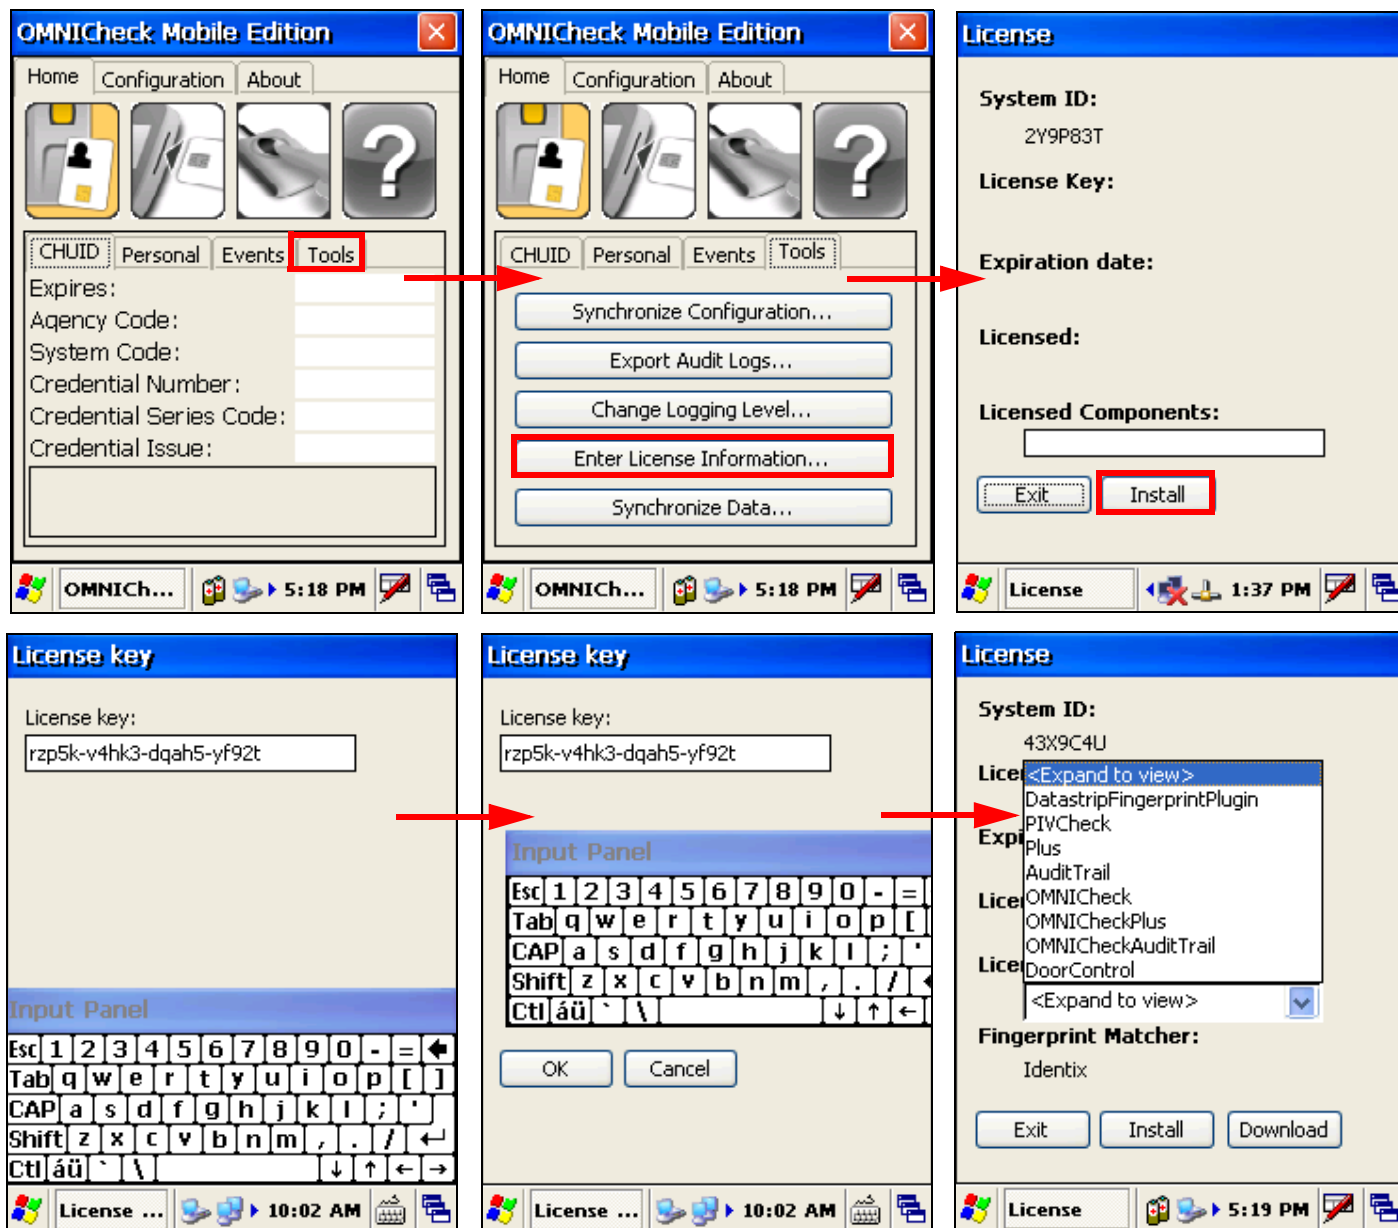 OMNICheck Mobile Edition
Home Configuration About
CHUID Personal Events Tools
Expires:
Agency Code:
System Code:
Credential Number:
Credential Series Code:
Credential Issue:
OMNICh... 5:18 PM
OMNICheck Mobile Edition
Home Configuration About
CHUID Personal Events Tools
Synchronize Configuration...
Export Audit Logs...
Change Logging Level...
Enter License Information...
Synchronize Data...
OMNICh... 5:18 PM
License
System ID:
2Y9P83T
License Key:
Expiration date:
Licensed:
Licensed Components:
Exit Install
License 1:37 PM
License key
License key:
rzp5k-v4hk3-dqah5-yf92t
Input Panel
Esc 1 2 3 4 5 6 7 8 9 0 - =
Tab q w e r t y u i o p [ ]
CAP a s d f g h j k l ; '
Shift z x c v b n m , . /
Ctl áü ` \
License ... 10:02 AM
License key
License key:
rzp5k-v4hk3-dqah5-yf92t
Input Panel
Esc 1 2 3 4 5 6 7 8 9 0 - =
Tab q w e r t y u i o p [
CAP a s d f g h j k l ; '
Shift z x c v b n m , . /
Ctl áü ` \
OK Cancel
License ... 10:02 AM
License
System ID:
43X9C4U
Licen
<Expand to view>
DatastripFingerprintPlugin
PIVCheck
Expi
Plus
AuditTrail
Licen
OMNICheck
OMNICheckPlus
OMNICheckAuditTrail
Licen
DoorControl
<Expand to view>
Fingerprint Matcher:
Identix
Exit Install Download
License 5:19 PM